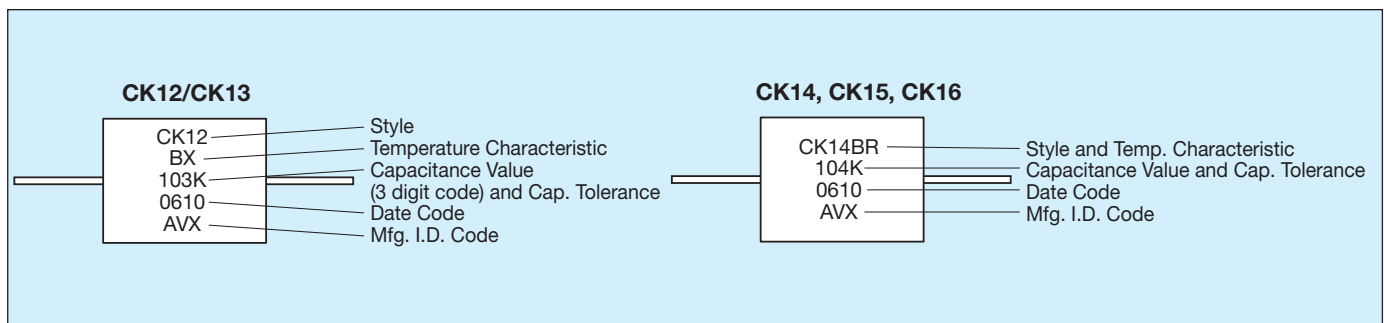 CK12/CK13
CK12
BX
103K
0610
AVX
Style
Temperature Characteristic
Capacitance Value
(3 digit code) and Cap. Tolerance
Date Code
Mfg. I.D. Code
CK14, CK15, CK16
CK14BR
104K
0610
AVX
Style and Temp. Characteristic
Capacitance Value and Cap. Tolerance
Date Code
Mfg. I.D. Code